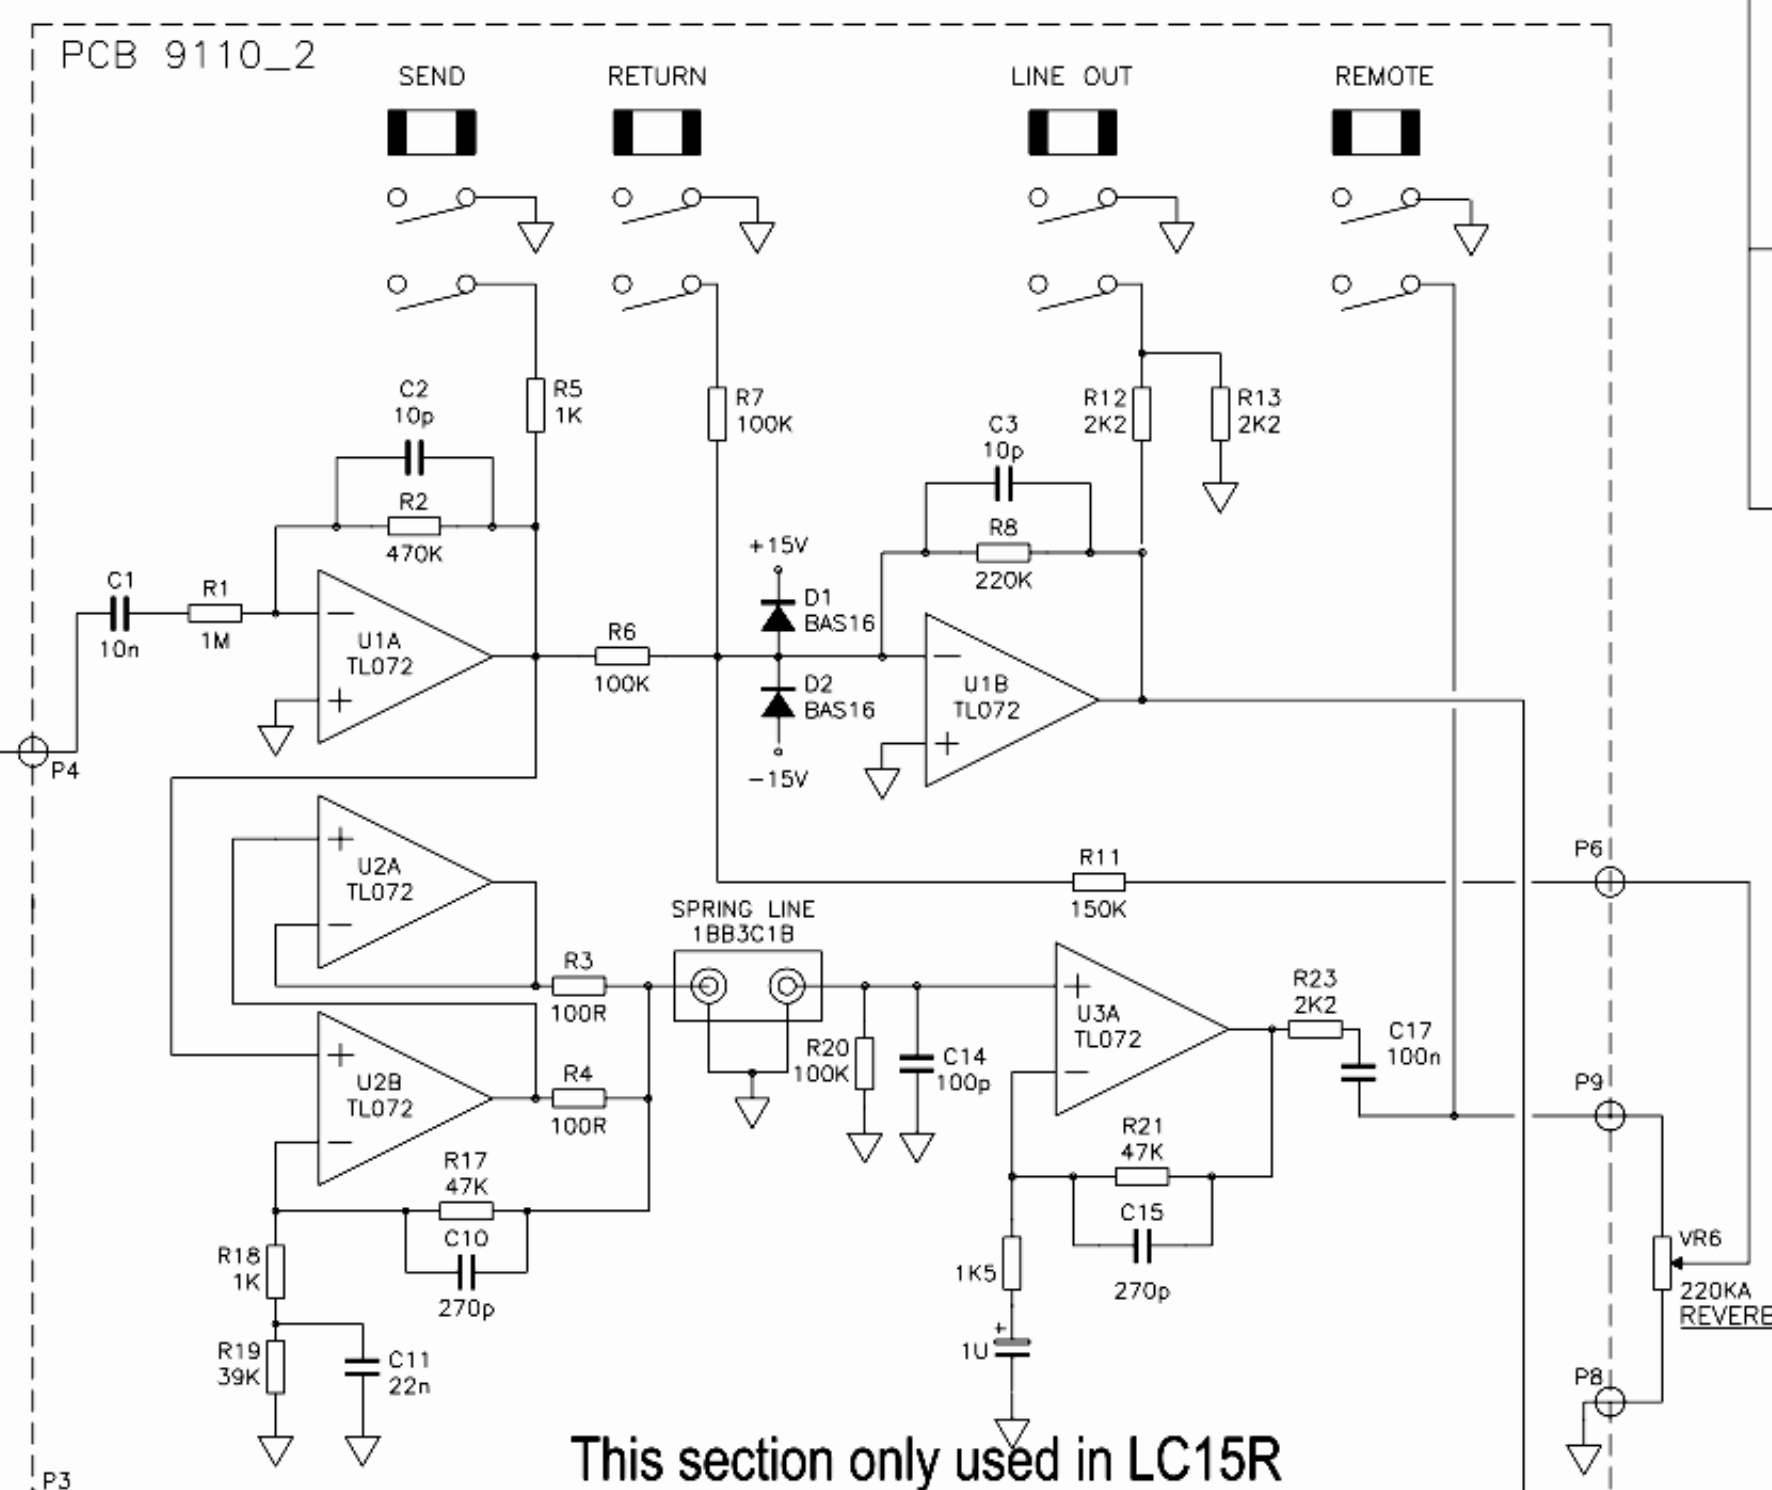 PCB 9110_2
SEND
RETURN
LINE OUT
REMOTE
C2
10p
R5
1K
R7
100K
R12
2K2
R13
2K2
C3
10p
R2
470K
R8
220K
+15V
C1
10n
R1
1M
U1A
TL072
R6
100K
D1
BAS16
D2
BAS16
-15V
U1B
TL072
P4
U2A
TL072
R11
150K
P6
SPRING LINE
1BB3C1B
R3
100R
U3A
TL072
R23
2K2
C17
100n
R20
100K
C14
100p
U2B
TL072
R4
100R
P9
R17
47K
R21
47K
C10
270p
C15
270p
R18
1K
1K5
VR6
220KA
REVERB
R19
39K
C11
22n
+
1U
P8
This section only used in LC15R
P3